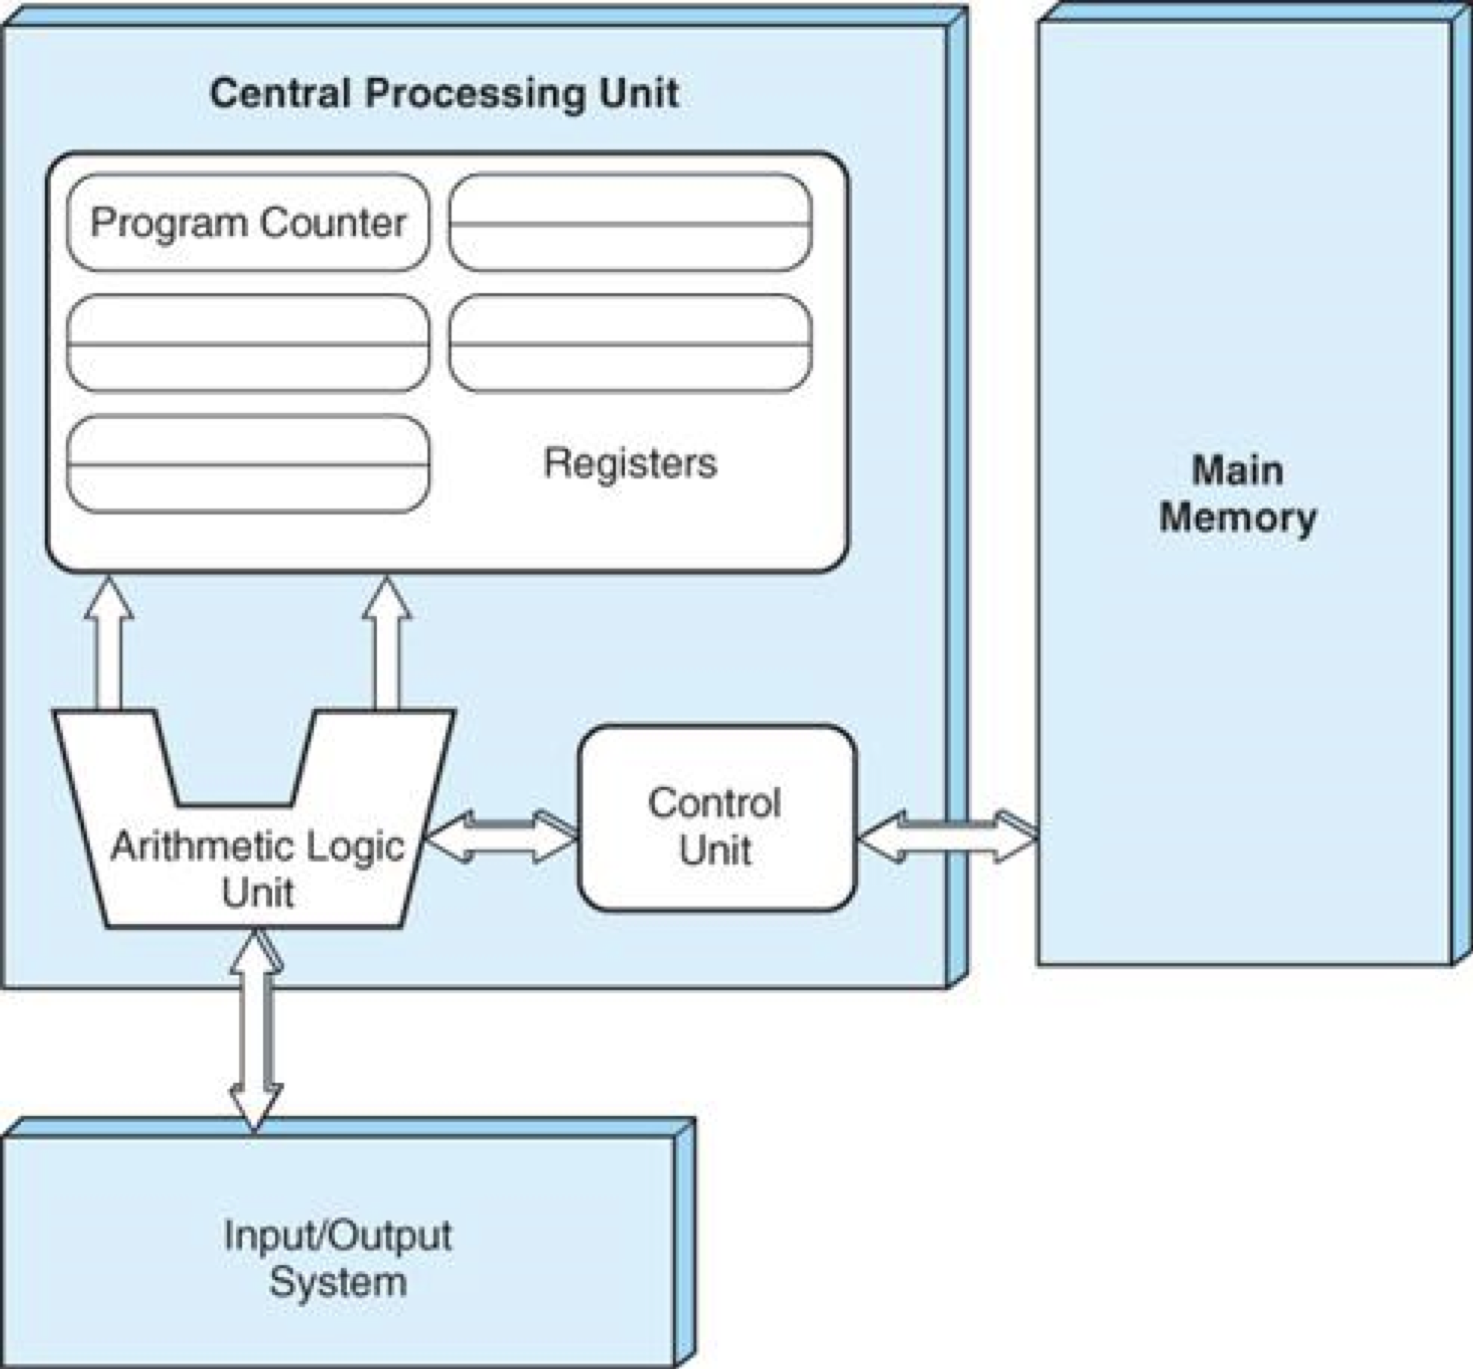 Central Processing Unit
Program Counter
Registers
Main
Memory
Arithmetic Logic
Unit
Control
Unit
Input/Output
System